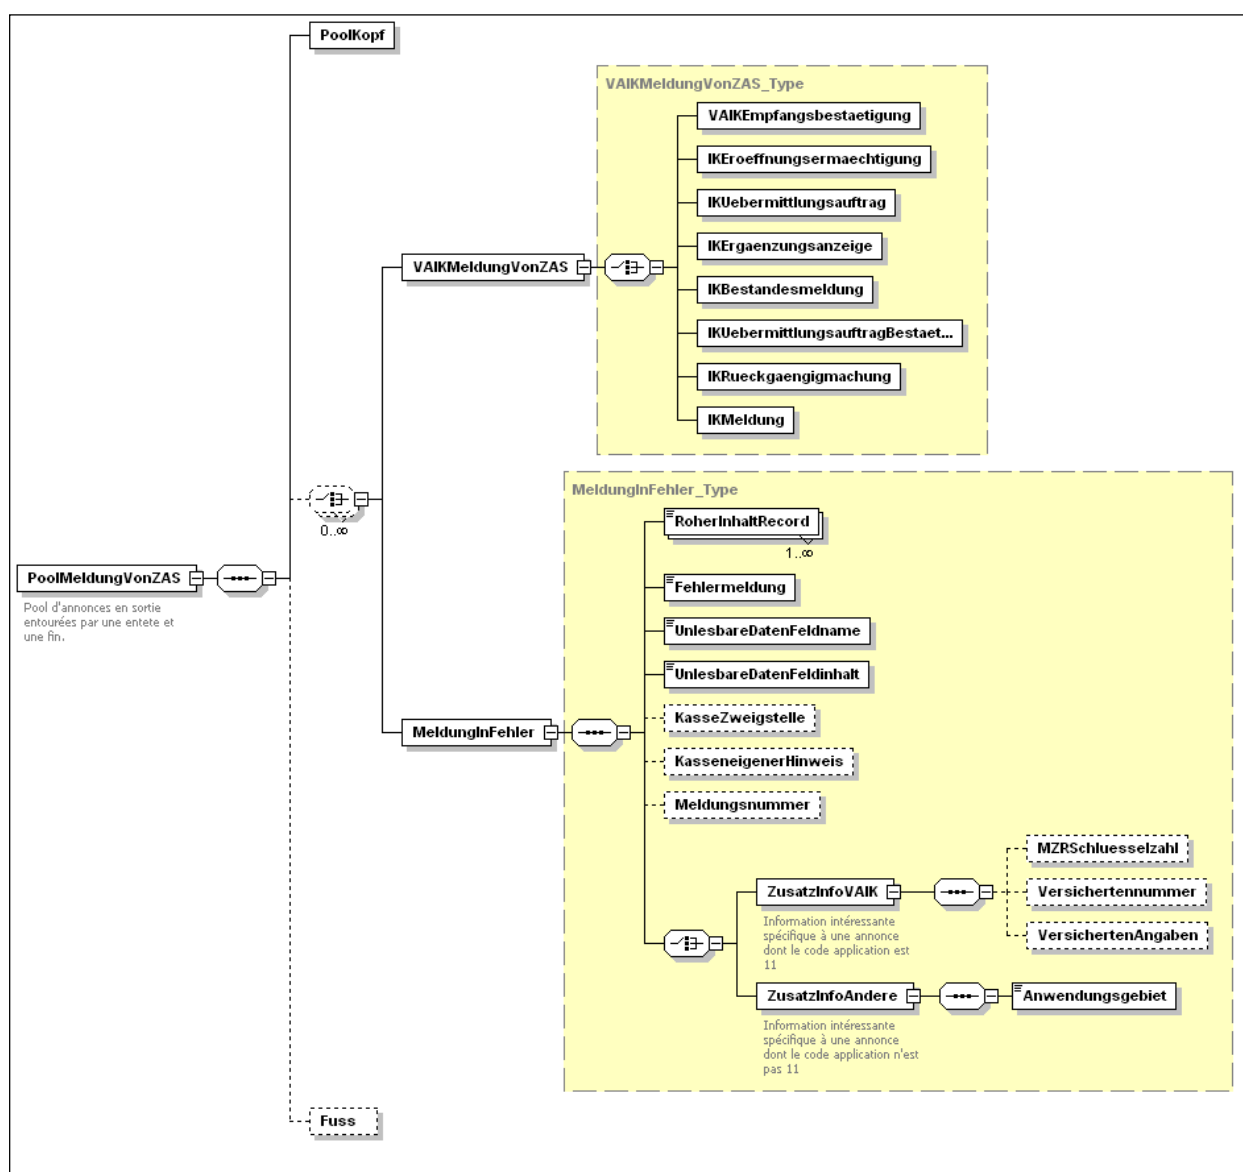 PoolKopf
VAIKMeldungVonZAS_Type
VAIKEmpfangsbestaetigung
IKEroeffnungsermaechtigung
IKUebermittlungsauftrag
IKErgaenzungsanzeige
VAIKMeldungVonZAS
IKBestandesmeldung
IKUebermittlungsauftragBestaet...
IKRueckgaengigmachung
IKMeldung
MeldungInFehler_Type
0..∞
RoherInhaltRecord
1..∞
PoolMeldungVonZAS
Pool d'annonces en sortie
entourées par une entete et
une fin.
Fehlermeldung
UnlesbareDatenFeldname
UnlesbareDatenFeldinhalt
KasseZweigstelle
MeldungInFehler
KasseneigenerHinweis
Meldungsnummer
MZRSchluesselzahl
ZusatzInfoVAIK
Versichertennummer
Information intéressante
spécifique à une annonce
dont le code application est
11
VersichertenAngaben
ZusatzInfoAndere
Anwendungsgebiet
Information intéressante
spécifique à une annonce
dont le code application n'est
pas 11
Fuss